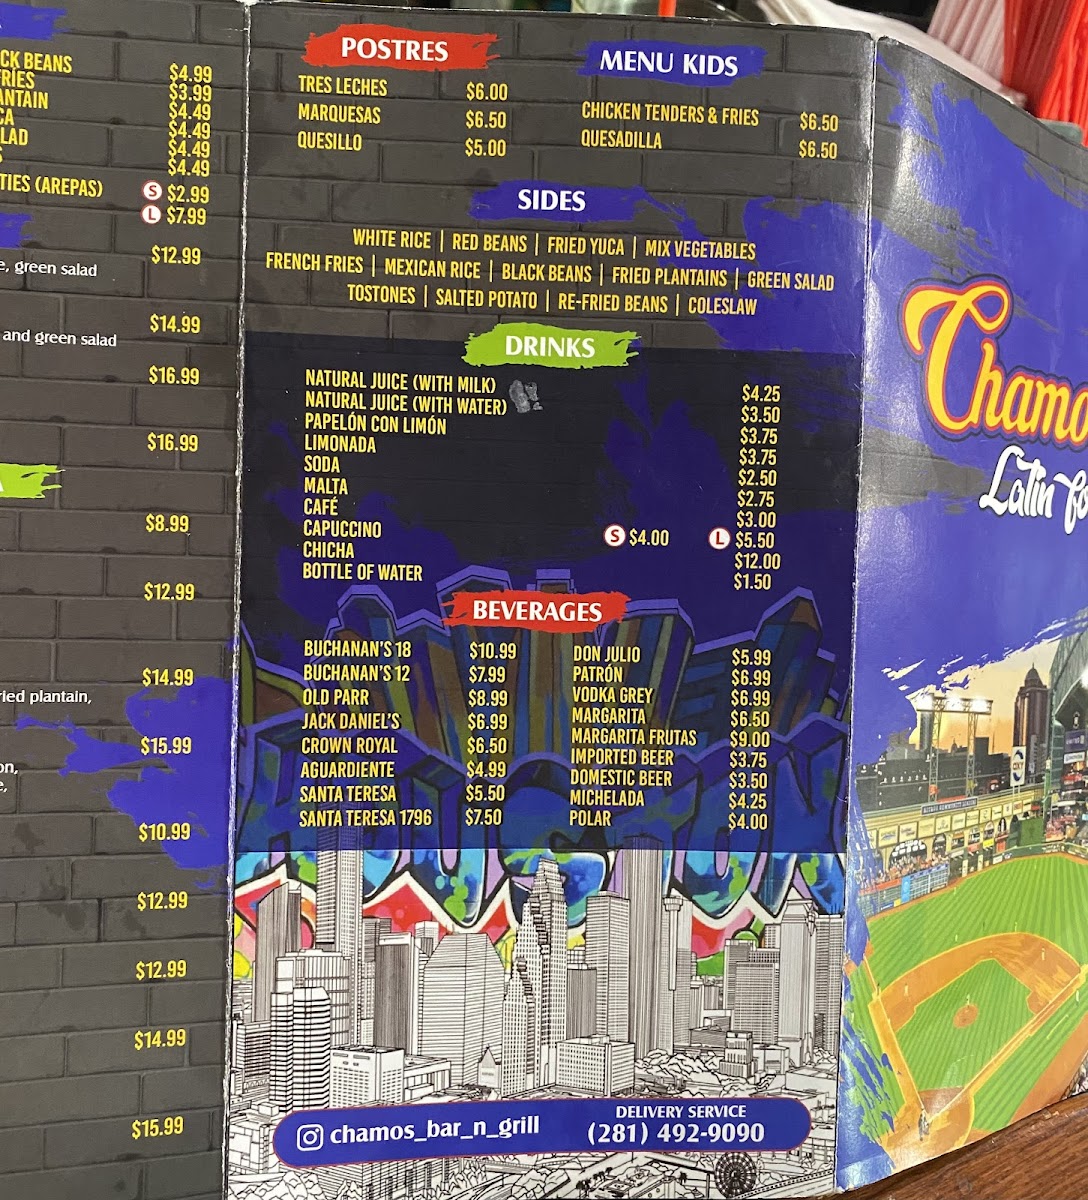 CK BEANS $4.99
FRIES $3.99
ANTAIN $4.49
CA $4.49
LAD $4.49
$4.49
TIES (AREPAS) S $2.99
L $7.99
$12.99
e, green salad
$14.99
and green salad
$16.99
$16.99
A
$8.99
$12.99
$14.99
ried plantain,
$15.99
on,
e,
$10.99
$12.99
$12.99
$14.99
$15.99
POSTRES
TRES LECHES $6.00
MARQUESAS $6.50
QUESILLO $5.00
MENU KIDS
CHICKEN TENDERS & FRIES $6.50
QUESADILLA $6.50
SIDES
WHITE RICE | RED BEANS | FRIED YUCA | MIX VEGETABLES
FRENCH FRIES | MEXICAN RICE | BLACK BEANS | FRIED PLANTAINS | GREEN SALAD
TOSTONES | SALTED POTATO | RE-FRIED BEANS | COLESLAW
DRINKS
NATURAL JUICE (WITH MILK) $4.25
NATURAL JUICE (WITH WATER) $3.50
PAPELÓN CON LIMÓN $3.75
LIMONADA $3.75
SODA $2.50
MALTA $2.75
CAFÉ $3.00
CAPUCCINO S $4.00 L $5.50
CHICHA $12.00
BOTTLE OF WATER $1.50
BEVERAGES
BUCHANAN'S 18 $10.99
BUCHANAN'S 12 $7.99
OLD PARR $8.99
JACK DANIEL'S $6.99
CROWN ROYAL $6.50
AGUARDIENTE $4.99
SANTA TERESA $5.50
SANTA TERESA 1796 $7.50
DON JULIO $5.99
PATRÓN $6.99
VODKA GREY $6.99
MARGARITA $6.50
MARGARITA FRUTAS $9.00
IMPORTED BEER $3.75
DOMESTIC BEER $3.50
MICHELADA $4.25
POLAR $4.00
chamos_bar_n_grill
DELIVERY SERVICE
(281) 492-9090
Chamo
Latin fo